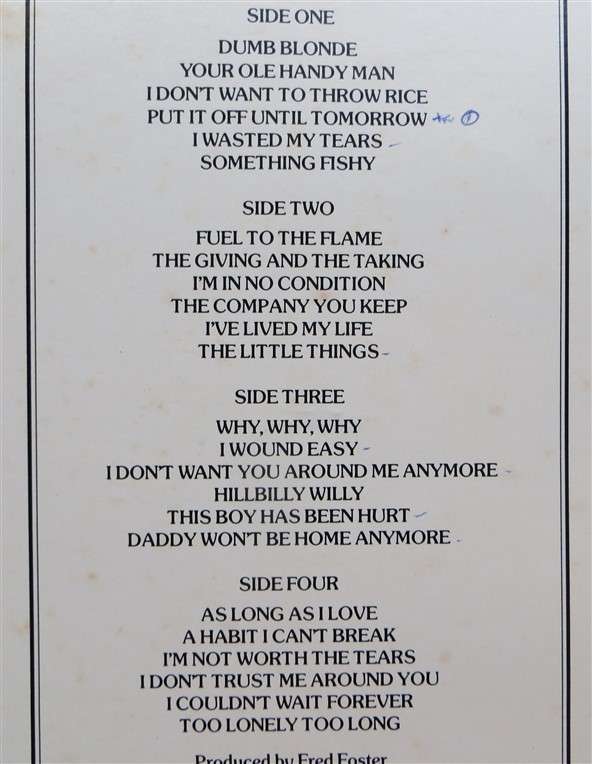 SIDE ONE
DUMB BLONDE
YOUR OLE HANDY MAN
I DON'T WANT TO THROW RICE
PUT IT OFF UNTIL TOMORROW ①
I WASTED MY TEARS
SOMETHING FISHY
SIDE TWO
FUEL TO THE FLAME
THE GIVING AND THE TAKING
I'M IN NO CONDITION
THE COMPANY YOU KEEP
I'VE LIVED MY LIFE
THE LITTLE THINGS
SIDE THREE
WHY, WHY, WHY
I WOUND EASY
I DON'T WANT YOU AROUND ME ANYMORE
HILLBILLY WILLY
THIS BOY HAS BEEN HURT
DADDY WON'T BE HOME ANYMORE
SIDE FOUR
AS LONG AS I LOVE
A HABIT I CAN'T BREAK
I'M NOT WORTH THE TEARS
I DON'T TRUST ME AROUND YOU
I COULDN'T WAIT FOREVER
TOO LONELY TOO LONG
Produced by Fred Foster